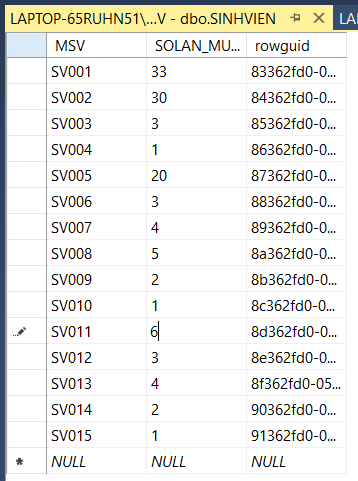 LAPTOP-65RUHN51\...V - dbo.SINHVIEN LA
MSV SOLAN_MU... rowguid
SV001 33 83362fd0-0...
SV002 30 84362fd0-0...
SV003 3 85362fd0-0...
SV004 1 86362fd0-0...
SV005 20 87362fd0-0...
SV006 3 88362fd0-0...
SV007 4 89362fd0-0...
SV008 5 8a362fd0-0...
SV009 2 8b362fd0-0...
SV010 1 8c362fd0-0...
SV011 6 8d362fd0-0...
SV012 3 8e362fd0-0...
SV013 4 8f362fd0-05...
SV014 2 90362fd0-0...
SV015 1 91362fd0-0...
NULL NULL NULL